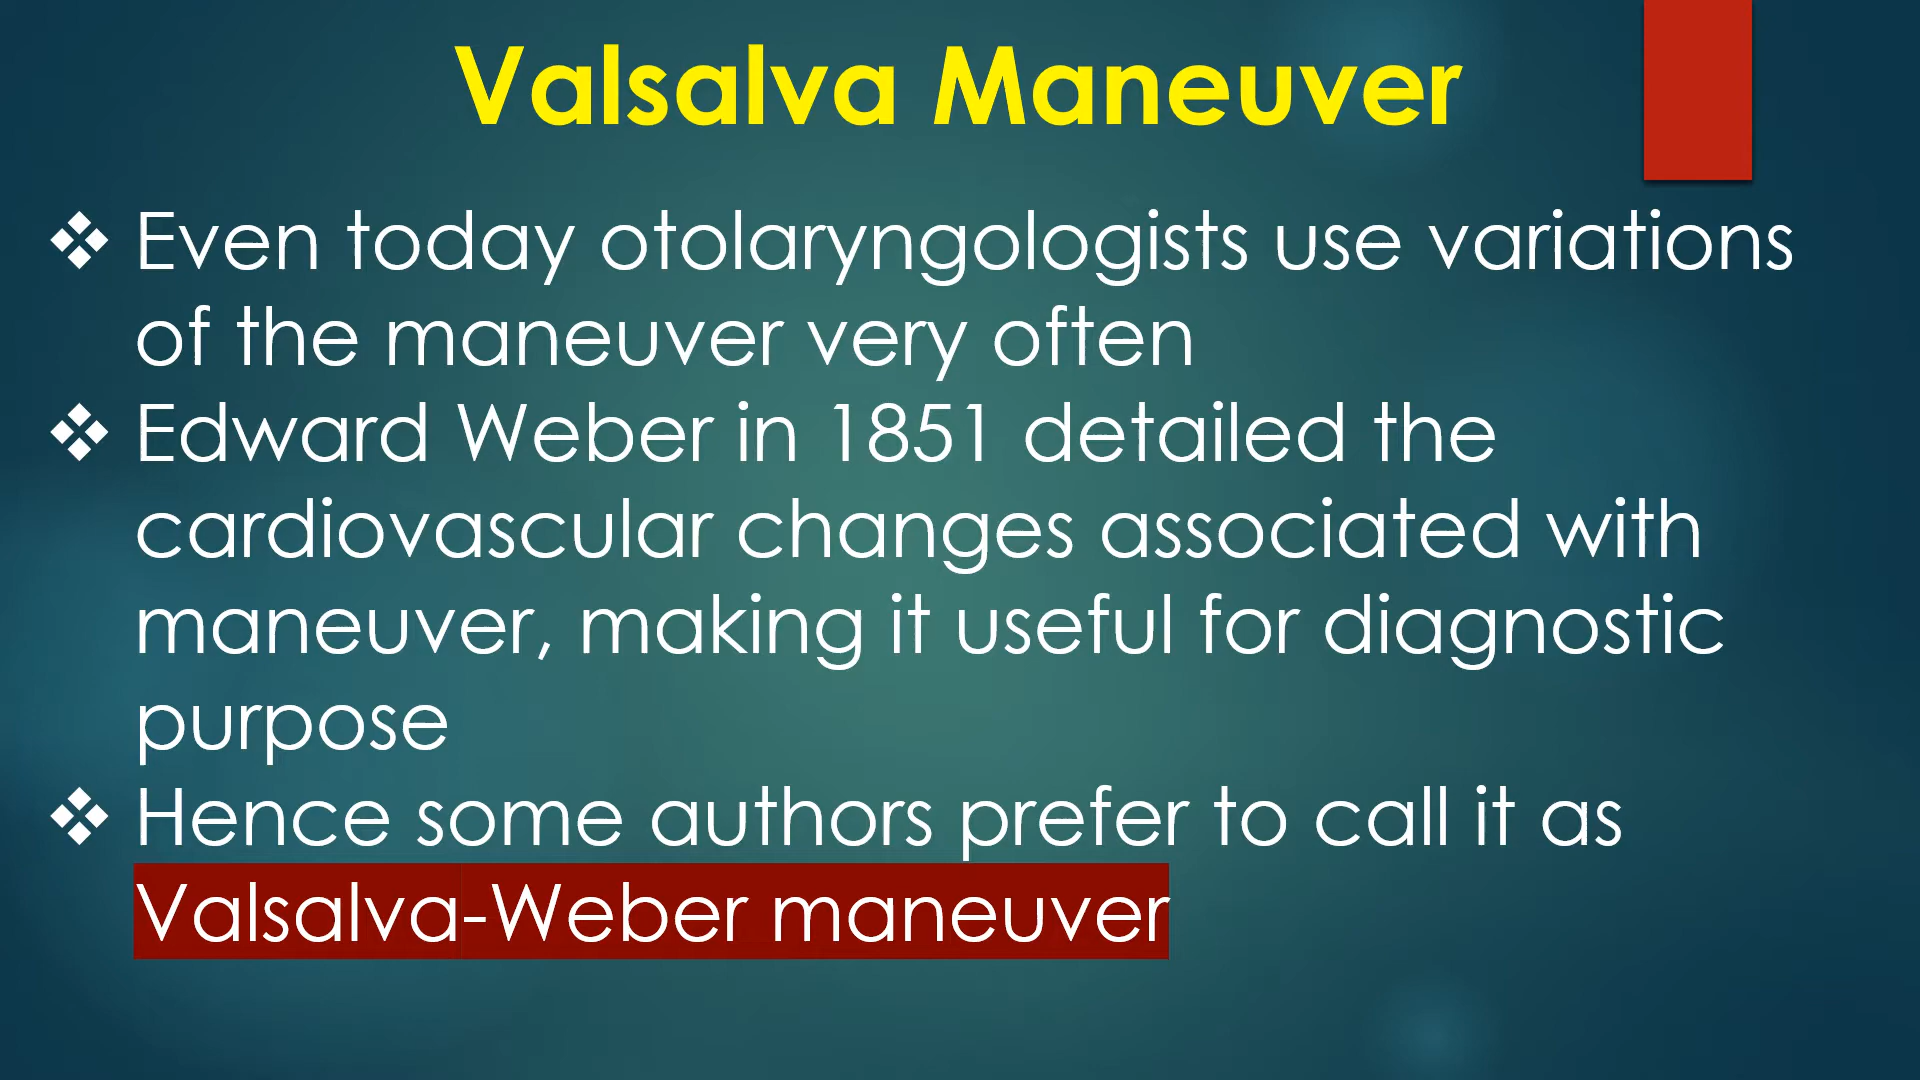 Valsalva Maneuver
❖ Even today otolaryngologists use variations
of the maneuver very often
❖ Edward Weber in 1851 detailed the
cardiovascular changes associated with
maneuver, making it useful for diagnostic
purpose
❖ Hence some authors prefer to call it as
Valsalva-Weber maneuver